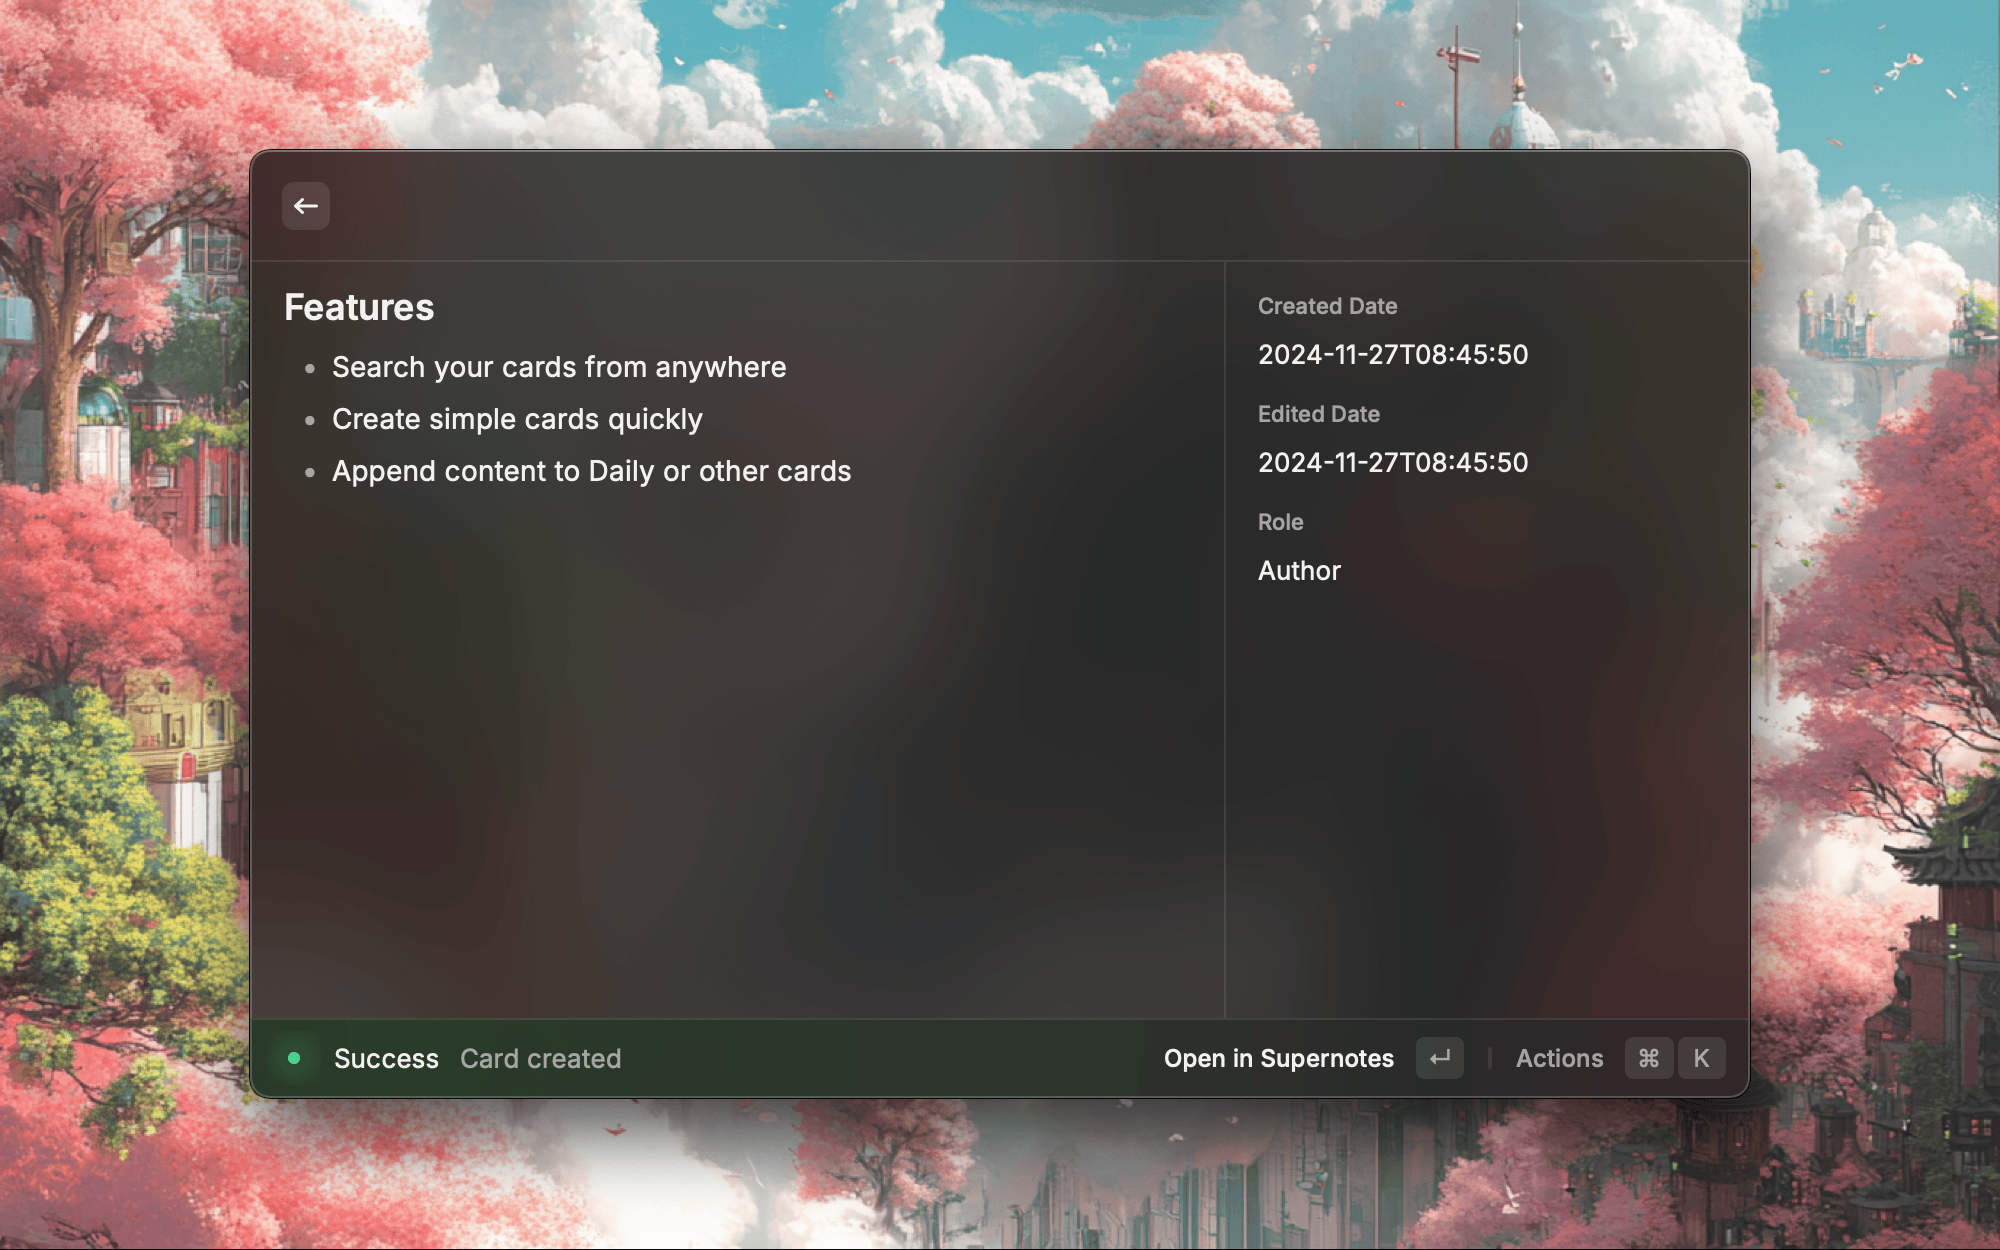 Features
Search your cards from anywhere
Create simple cards quickly
Append content to Daily or other cards
Created Date
2024-11-27T08:45:50
Edited Date
2024-11-27T08:45:50
Role
Author
Success Card created
Open in Supernotes ↵ Actions ⌘ K